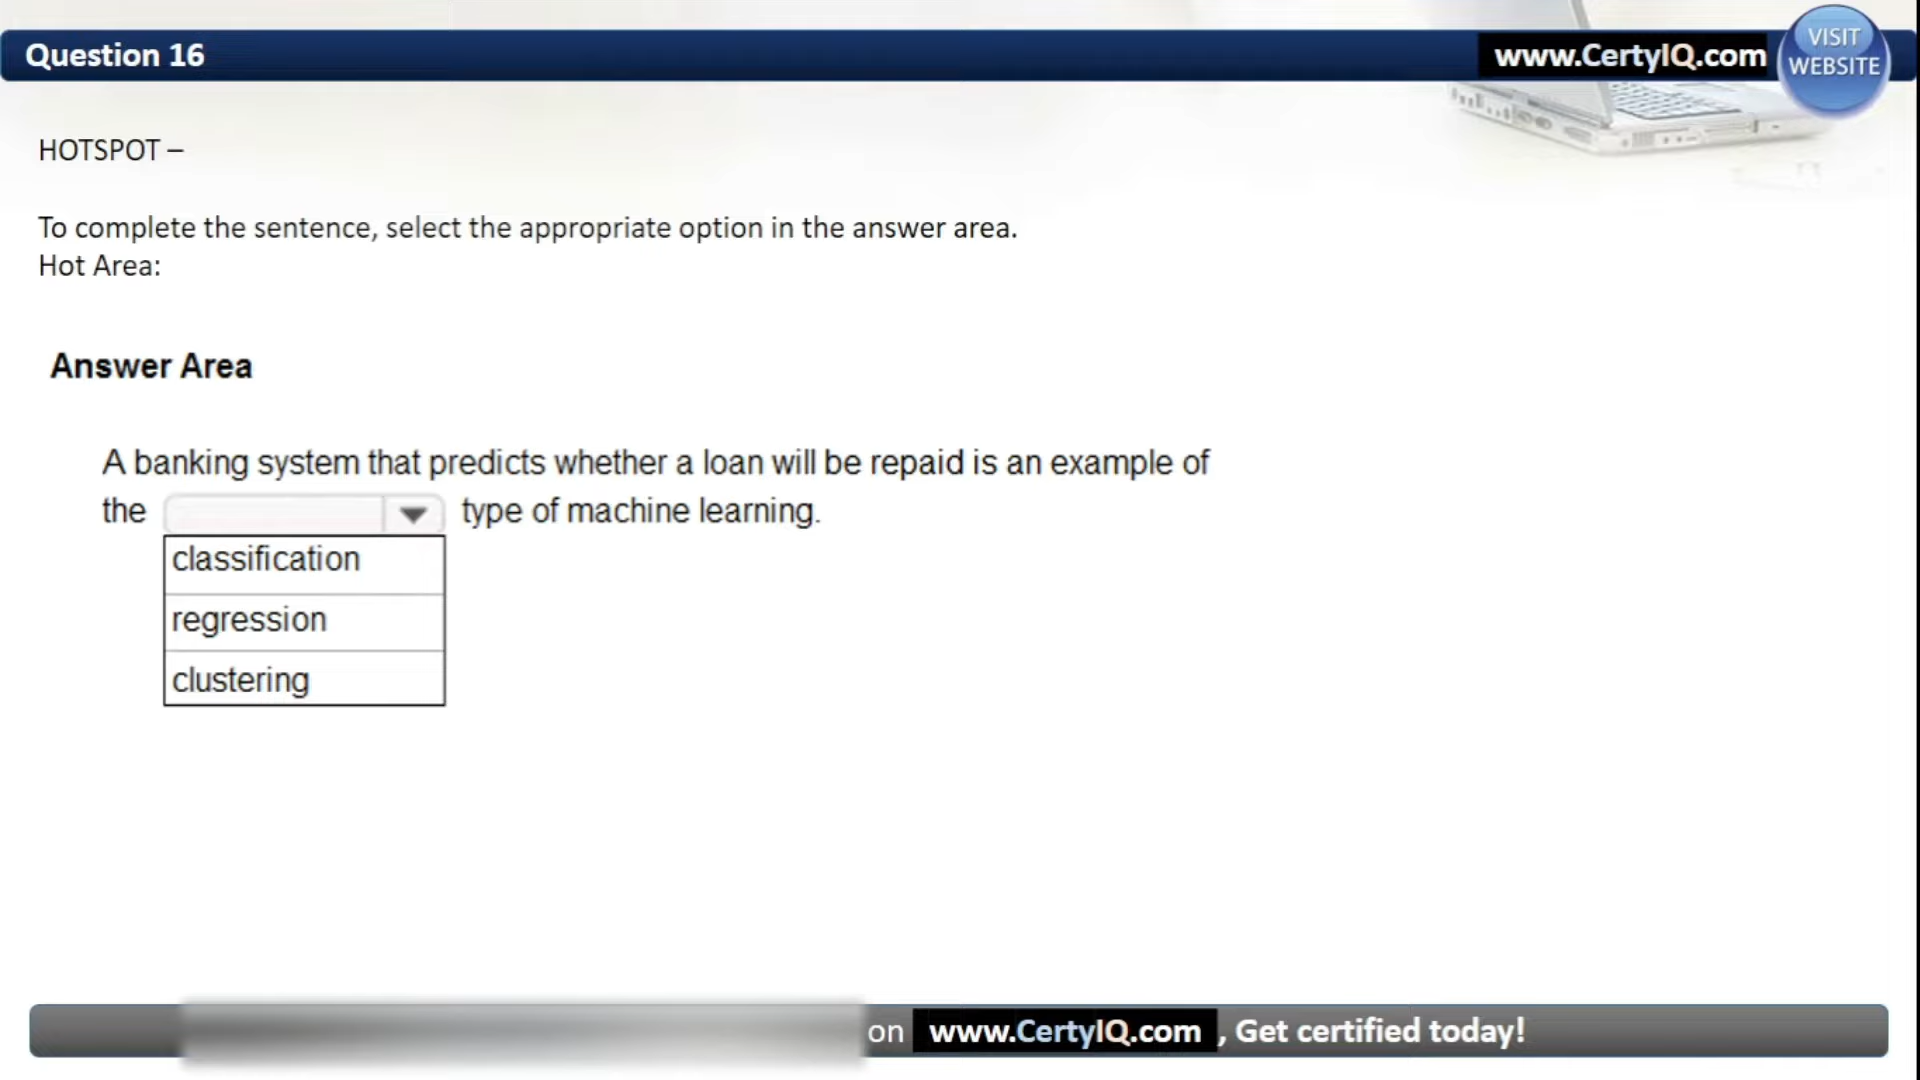 Question 16
www.CertyIQ.com
VISIT
WEBSITE
HOTSPOT –
To complete the sentence, select the appropriate option in the answer area.
Hot Area:
Answer Area
A banking system that predicts whether a loan will be repaid is an example of
the type of machine learning.
classification
regression
clustering
on www.CertyIQ.com , Get certified today!